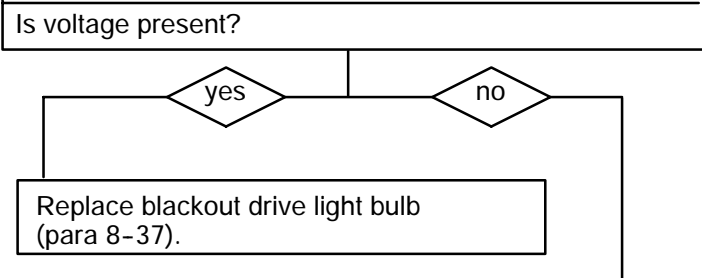 Is voltage present?
yes
no
Replace blackout drive light bulb
(para 8-37).